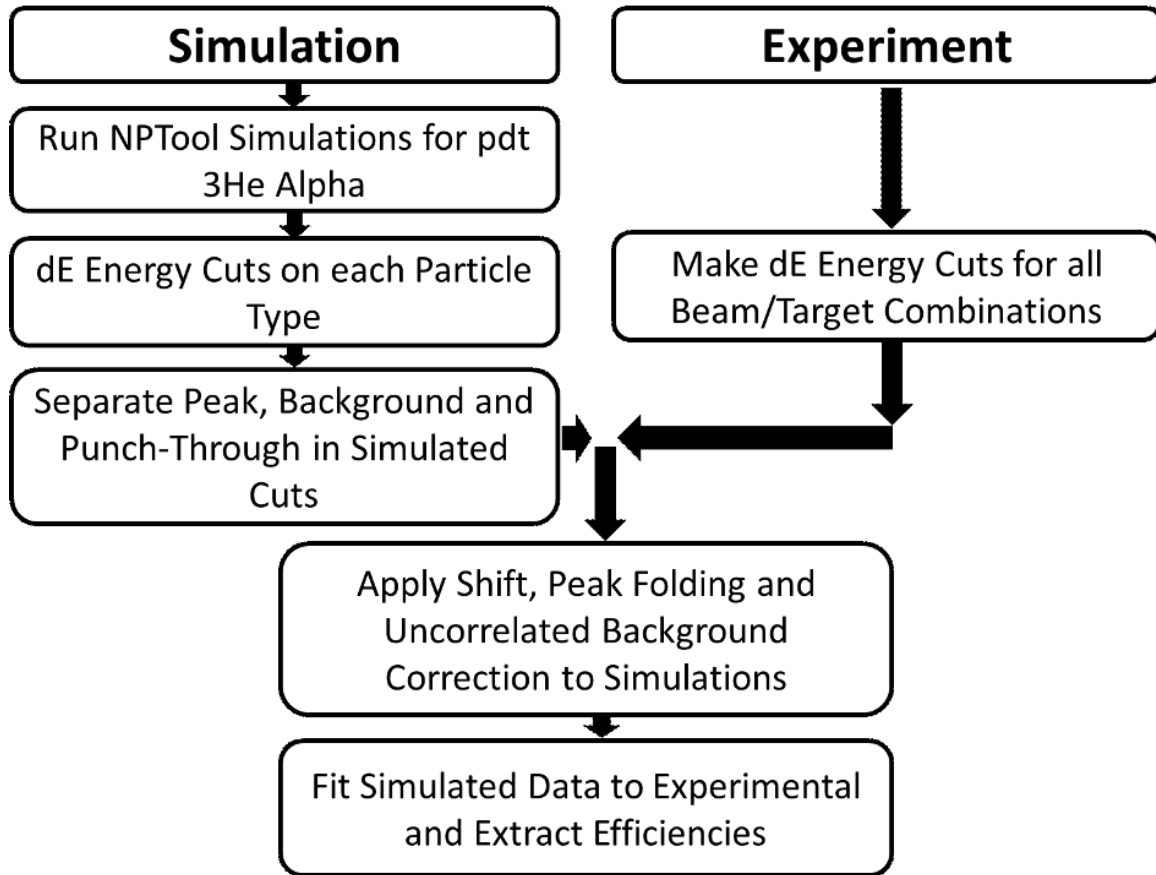 Simulation
Run NPTool Simulations for pdt
3He Alpha
dE Energy Cuts on each Particle
Type
Separate Peak, Background and
Punch-Through in Simulated
Cuts
Experiment
Make dE Energy Cuts for all
Beam/Target Combinations
Apply Shift, Peak Folding and
Uncorrelated Background
Correction to Simulations
Fit Simulated Data to Experimental
and Extract Efficiencies